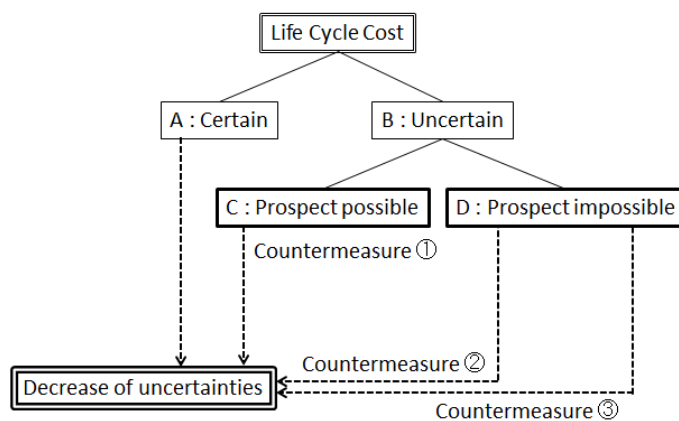 Life Cycle Cost
A : Certain
B : Uncertain
C : Prospect possible
D : Prospect impossible
Countermeasure ①
Countermeasure ②
Decrease of uncertainties
Countermeasure ③